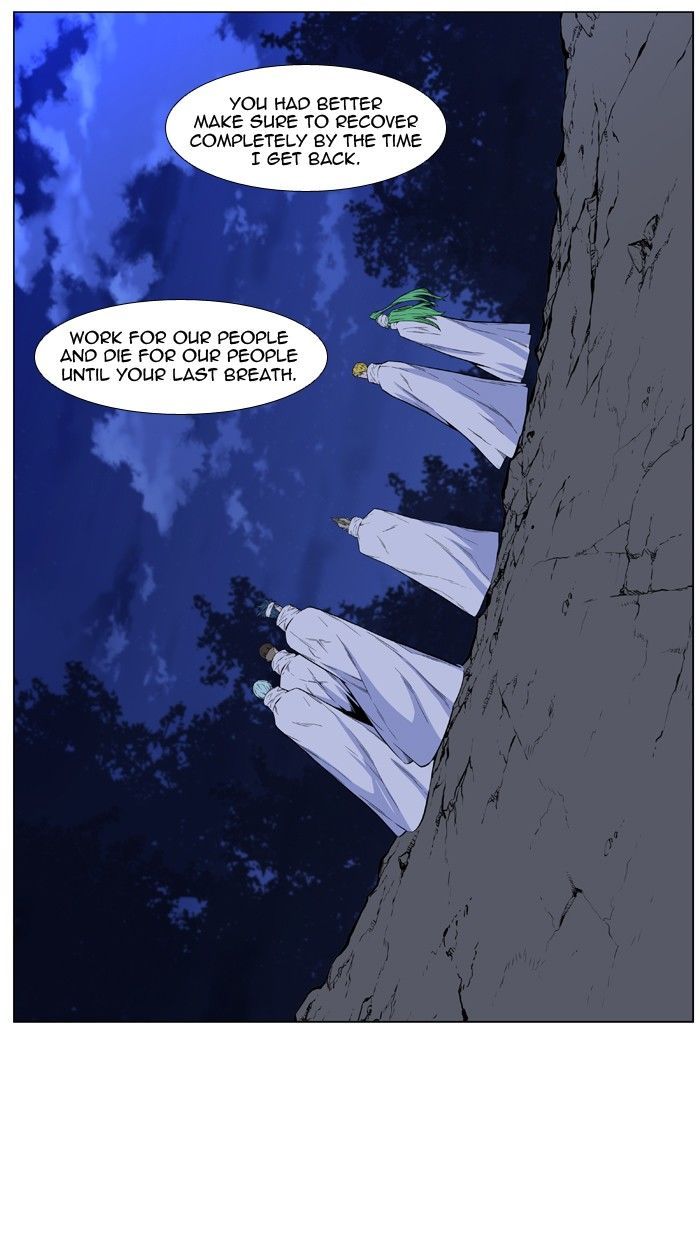 YOU HAD BETTER
MAKE SURE TO RECOVER
COMPLETELY BY THE TIME
I GET BACK.
WORK FOR OUR PEOPLE
AND DIE FOR OUR PEOPLE
UNTIL YOUR LAST BREATH.